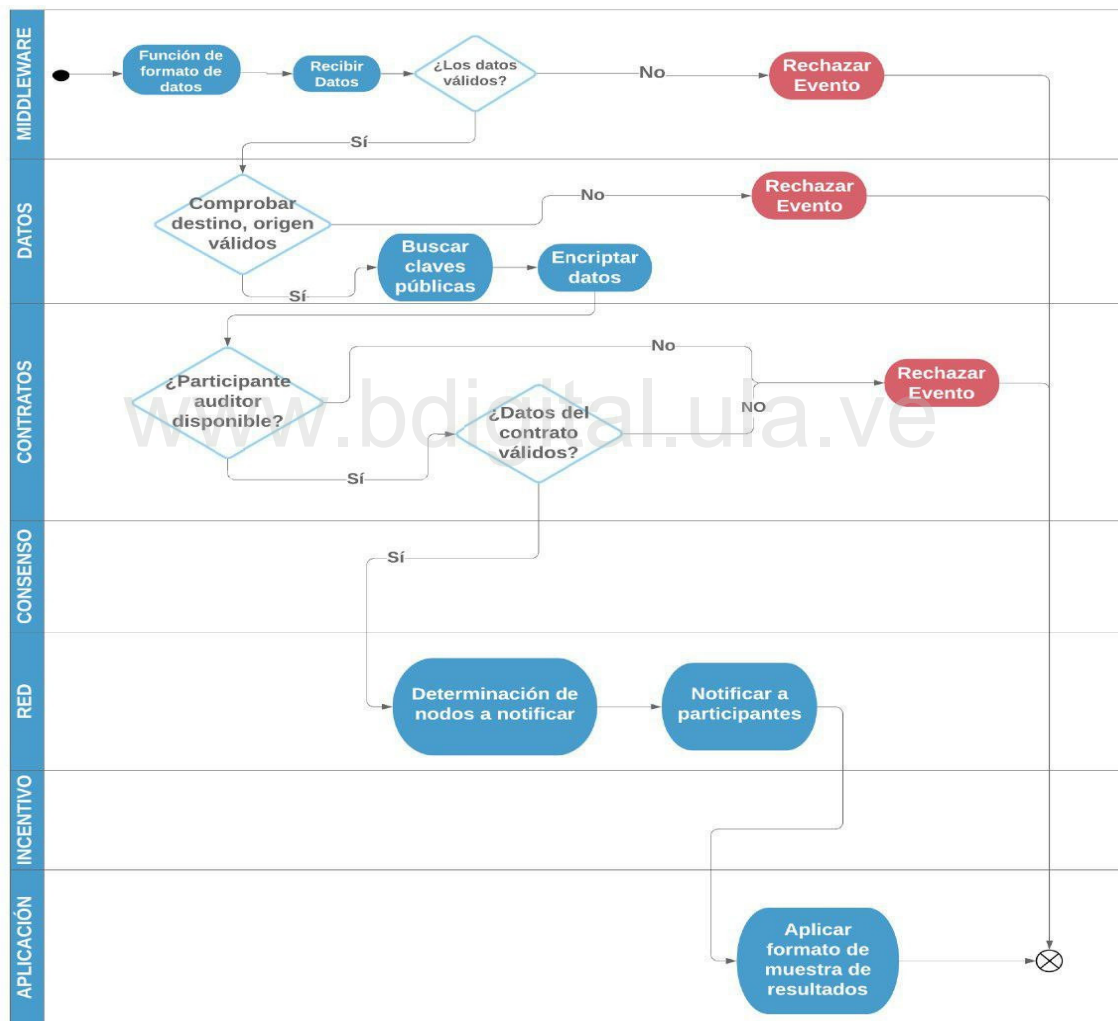 MIDDLEWARE
Función de
formato de
datos
Recibir
Datos
¿Los datos
válidos?
No
Rechazar
Evento
Sí
DATOS
Comprobar
destino, origen
válidos
No
Rechazar
Evento
Sí
Buscar
claves
públicas
Encriptar
datos
CONTRATOS
¿Participante
auditor
disponible?
No
Sí
¿Datos del
contrato
válidos?
NO
Rechazar
Evento
www.bdigital.ula.ve
CONSENSO
Sí
RED
Determinación de
nodos a notificar
Notificar a
participantes
INCENTIVO
APLICACIÓN
Aplicar
formato de
muestra de
resultados